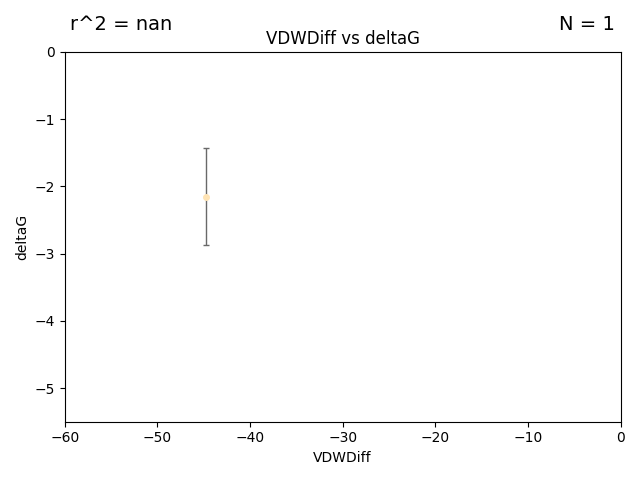 r^2 = nan
N = 1
VDWDiff vs deltaG
0
−1
−2
−3
−4
−5
deltaG
−60
−50
−40
−30
−20
−10
0
VDWDiff